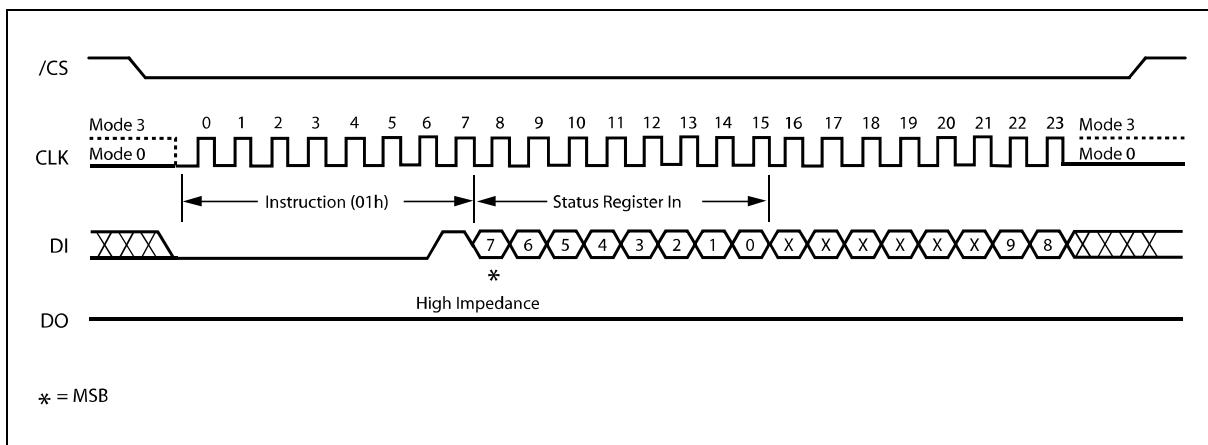 /CS
Mode 3 0 1 2 3 4 5 6 7 8 9 10 11 12 13 14 15 16 17 18 19 20 21 22 23 Mode 3
CLK Mode 0 Mode 0
Instruction (01h) Status Register In
DI X X X 7 6 5 4 3 2 1 0 X X X X X X 9 8 X X X X
*
High Impedance
DO
* = MSB